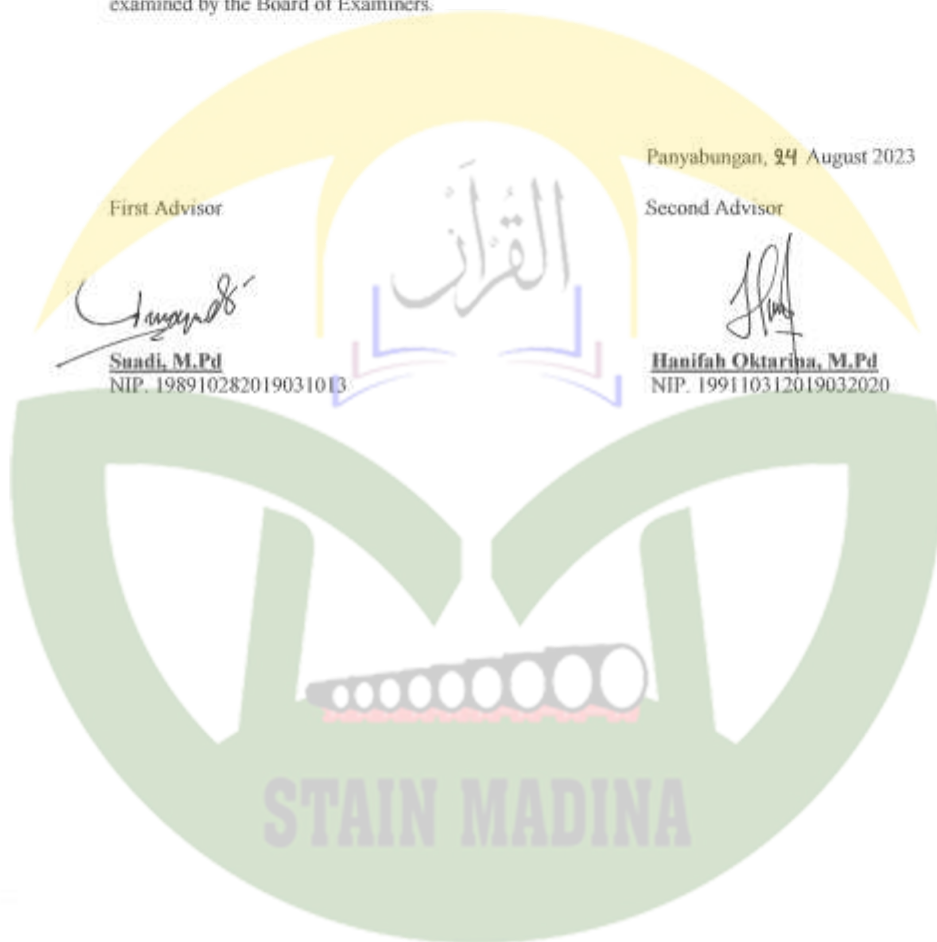 examined by the Board of Examiners.
Panyabungan, 24 August 2023
First Advisor
Second Advisor
القرآن
Suadi, M.Pd
NIP. 198910282019031013
Hanifah Oktarina, M.Pd
NIP. 199110312019032020
STAIN MADINA